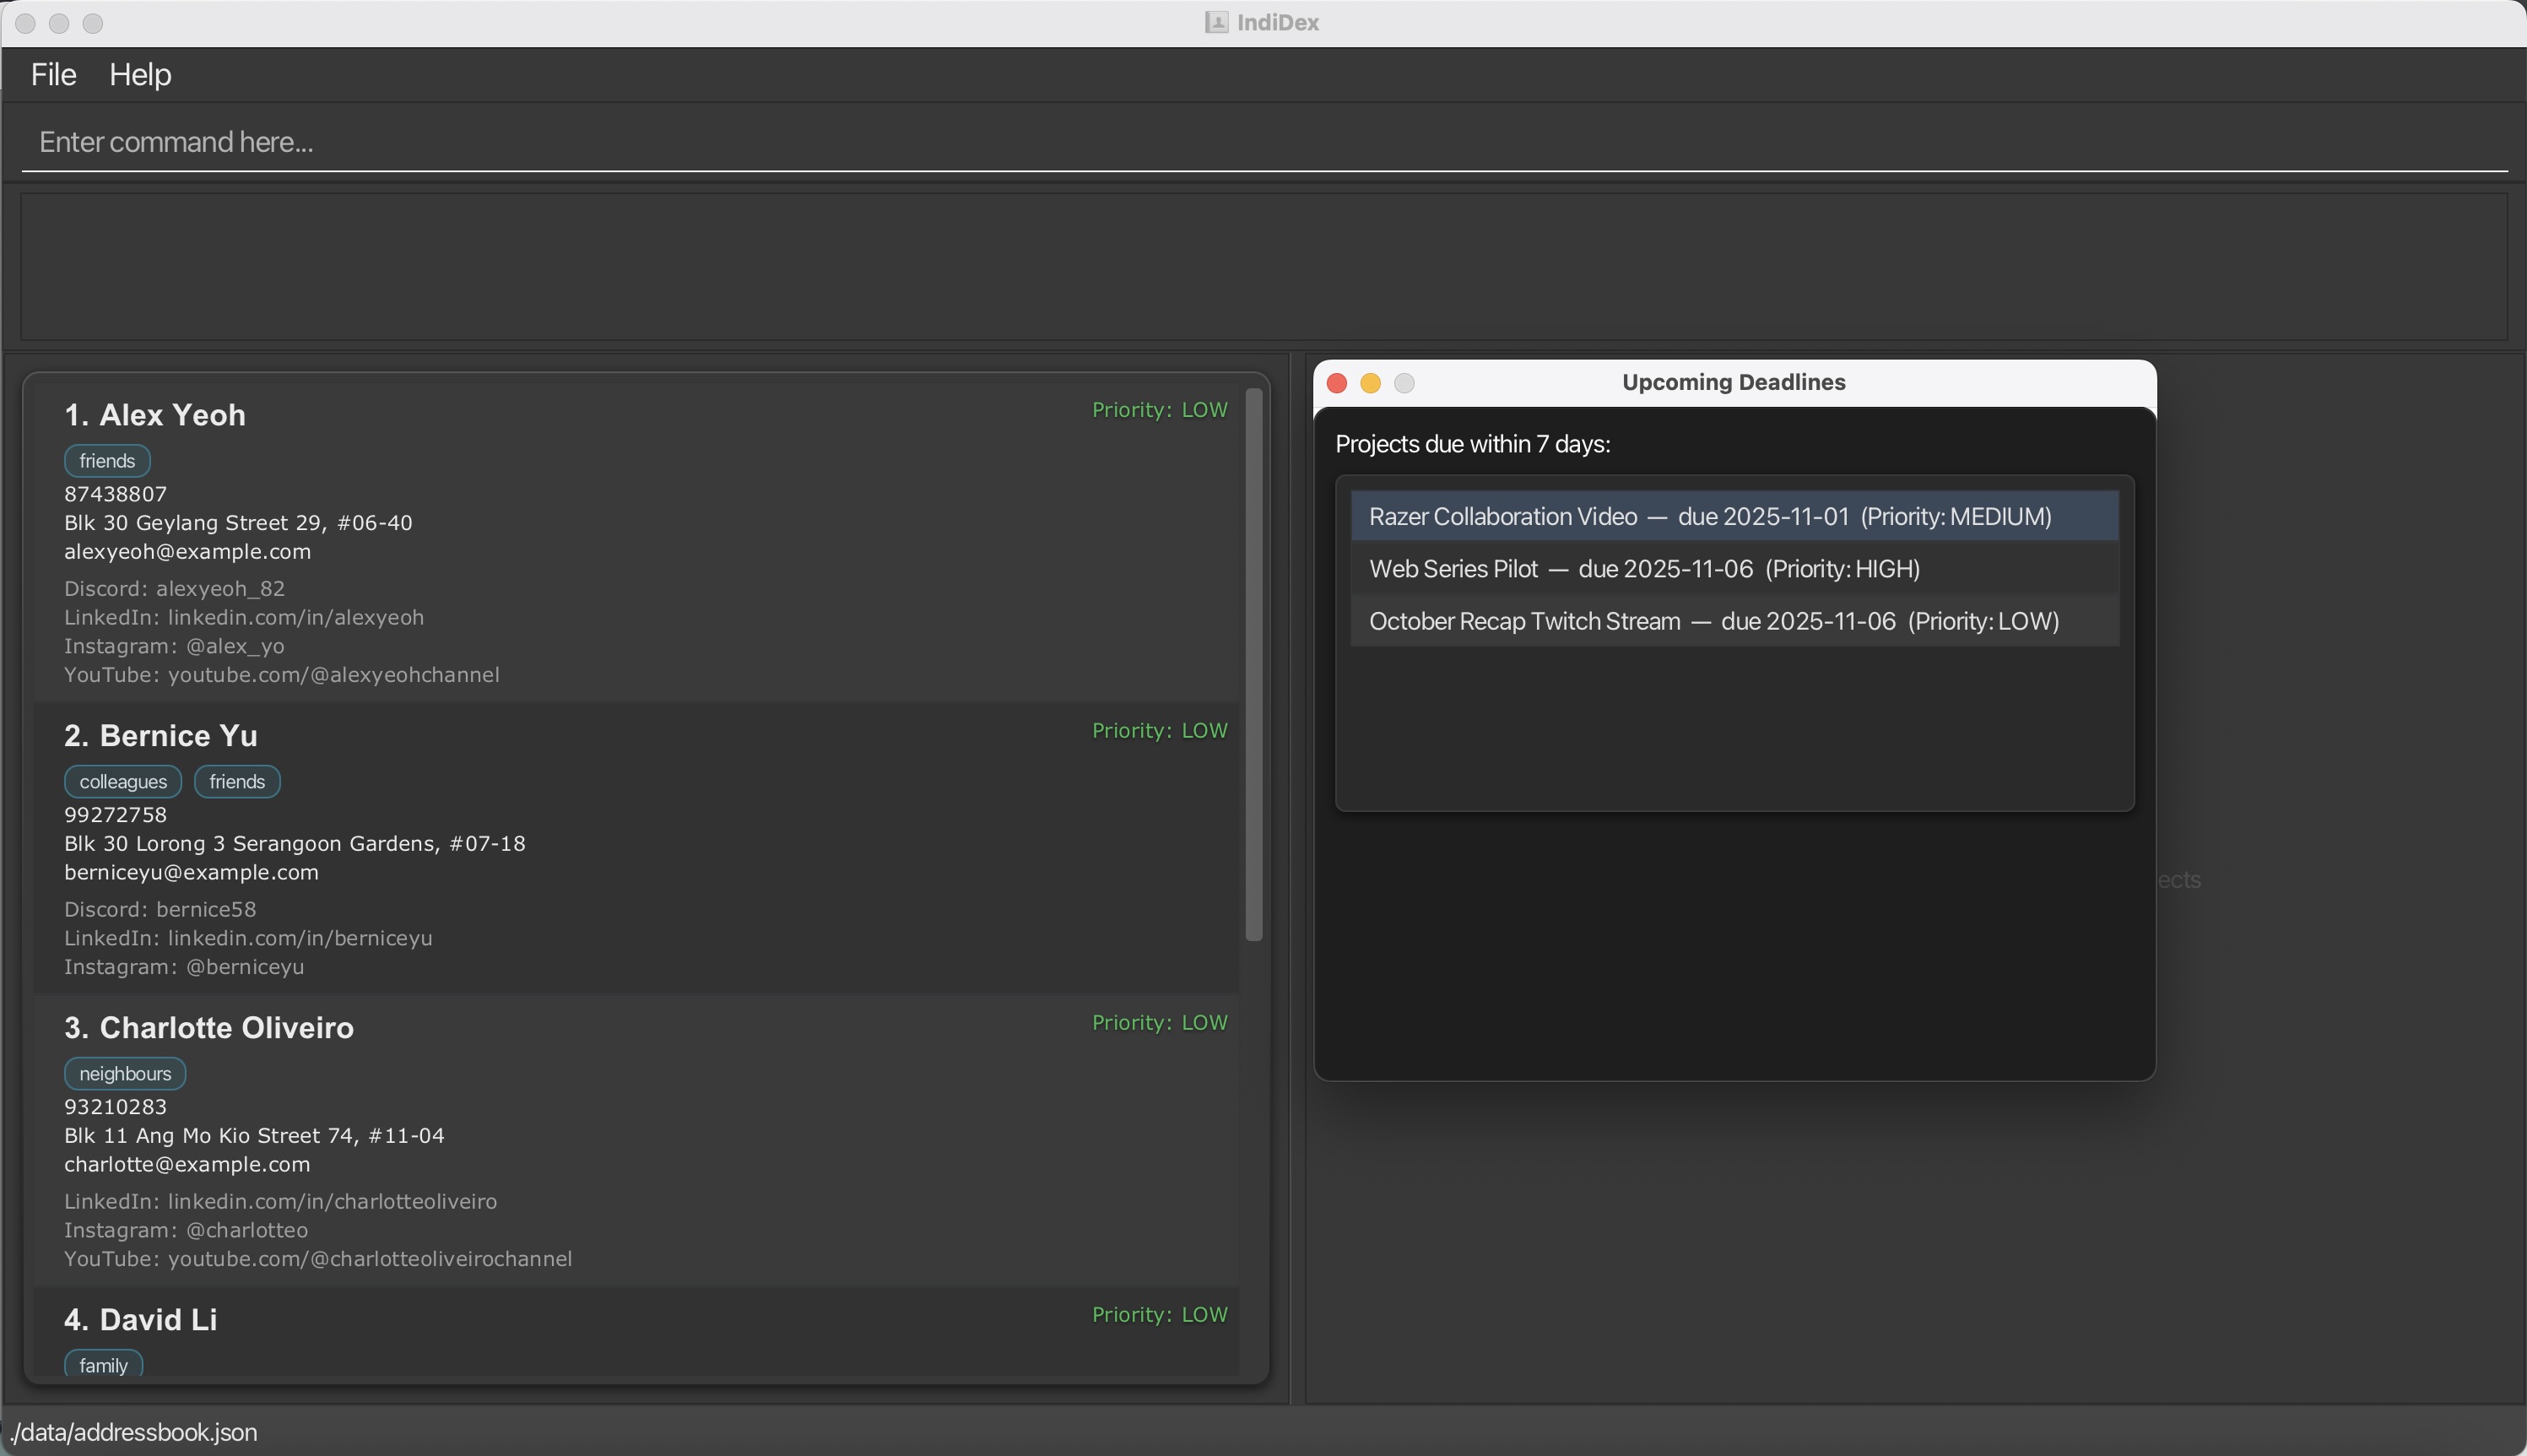 IndiDex
File Help
Enter command here...
1. Alex Yeoh
Priority: LOW
friends
87438807
Blk 30 Geylang Street 29, #06-40
alexyeoh@example.com
Discord: alexyeoh_82
LinkedIn: linkedin.com/in/alexyeoh
Instagram: @alex_yo
YouTube: youtube.com/@alexyeohchannel
2. Bernice Yu
Priority: LOW
colleagues friends
99272758
Blk 30 Lorong 3 Serangoon Gardens, #07-18
berniceyu@example.com
Discord: bernice58
LinkedIn: linkedin.com/in/berniceyu
Instagram: @berniceyu
3. Charlotte Oliveiro
Priority: LOW
neighbours
93210283
Blk 11 Ang Mo Kio Street 74, #11-04
charlotte@example.com
LinkedIn: linkedin.com/in/charlotteoliveiro
Instagram: @charlotteo
YouTube: youtube.com/@charlotteoliveirochannel
4. David Li
Priority: LOW
family
Upcoming Deadlines
Projects due within 7 days:
Razer Collaboration Video — due 2025-11-01 (Priority: MEDIUM)
Web Series Pilot — due 2025-11-06 (Priority: HIGH)
October Recap Twitch Stream — due 2025-11-06 (Priority: LOW)
ects
./data/addressbook.json